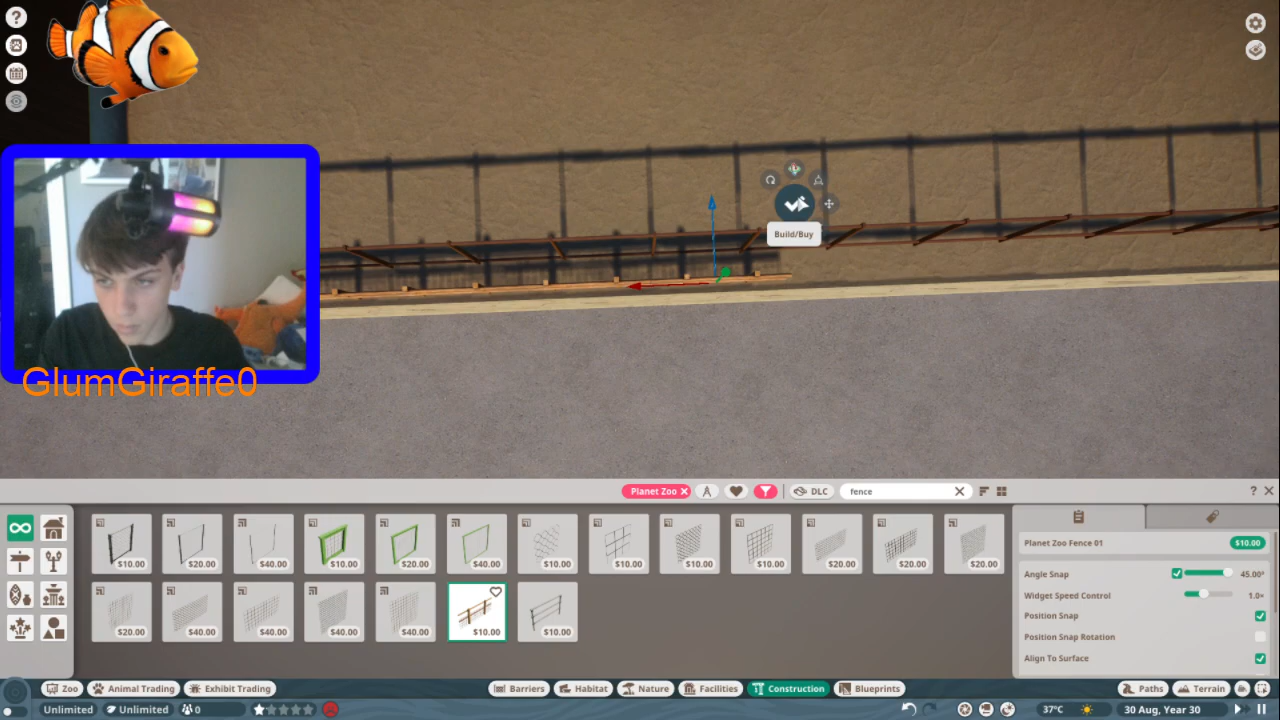 Build/Buy
GlumGiraffe0
Planet Zoo
DLC
fence
$10.00
$20.00
$40.00
$10.00
$20.00
$40.00
$10.00
$10.00
$10.00
$10.00
$20.00
$20.00
$20.00
$20.00
$40.00
$40.00
$40.00
$40.00
$10.00
$10.00
Planet Zoo Fence 01
$10.00
Angle Snap
45.00°
Widget Speed Control
1.0×
Position Snap
Position Snap Rotation
Align To Surface
Zoo
Animal Trading
Exhibit Trading
Barriers
Habitat
Nature
Facilities
Construction
Blueprints
Paths
Terrain
Unlimited
Unlimited
0
37°C
30 Aug, Year 30